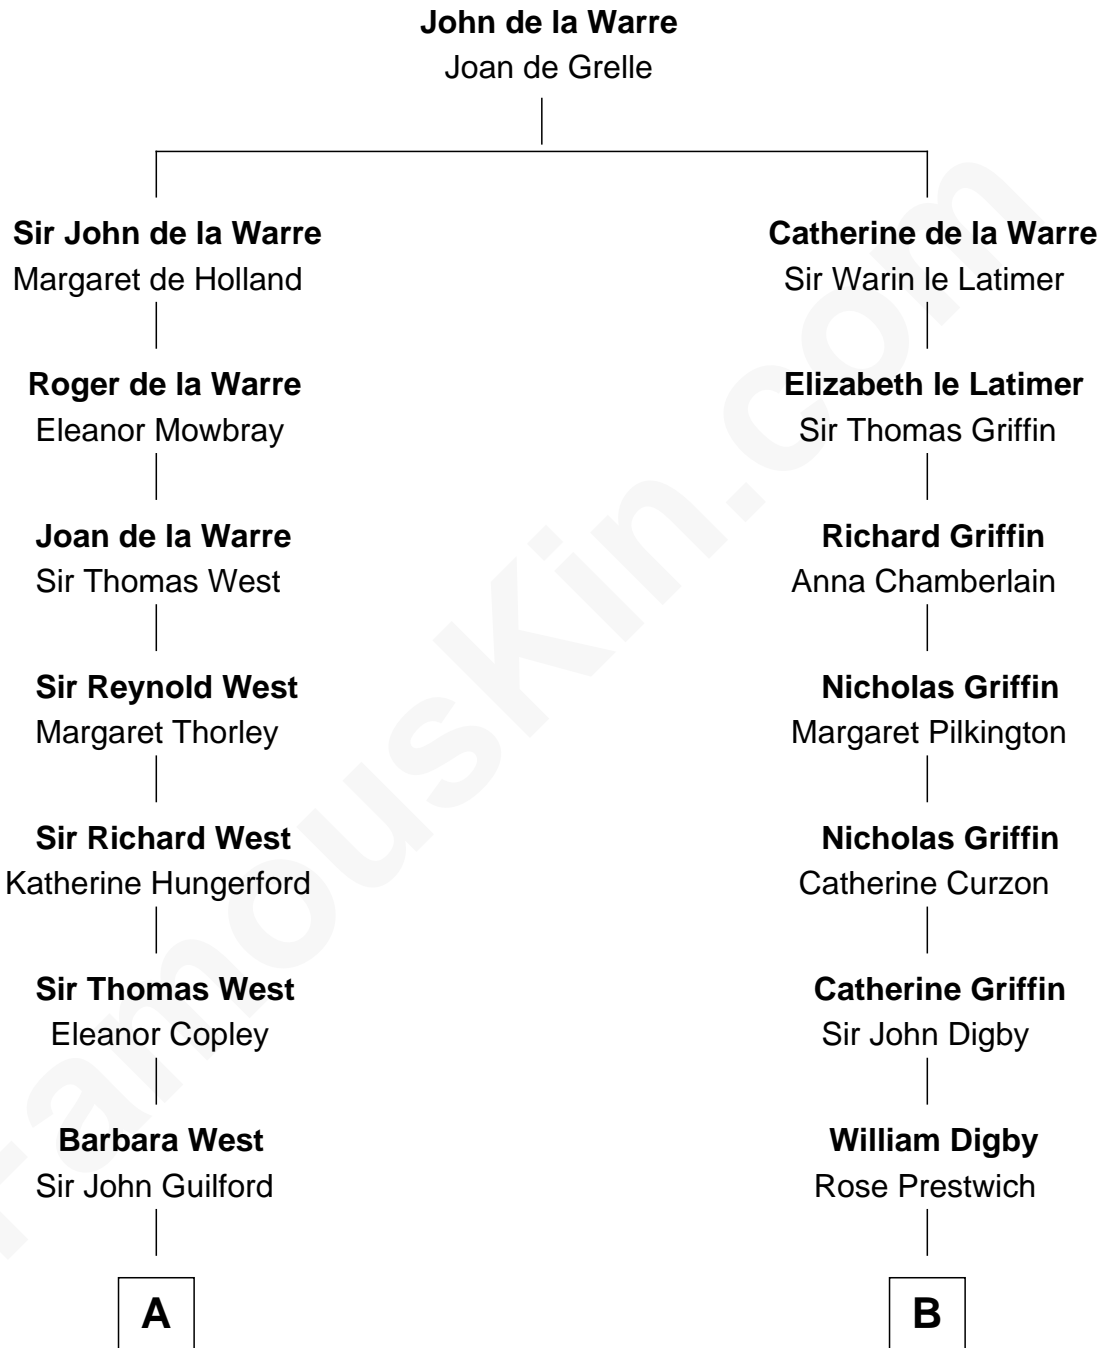 John de la Warre
Joan de Grelle
Sir John de la Warre
Margaret de Holland
Catherine de la Warre
Sir Warin le Latimer
Roger de la Warre
Eleanor Mowbray
Elizabeth le Latimer
Sir Thomas Griffin
Joan de la Warre
Sir Thomas West
Richard Griffin
Anna Chamberlain
Sir Reynold West
Margaret Thorley
Nicholas Griffin
Margaret Pilkington
Sir Richard West
Katherine Hungerford
Nicholas Griffin
Catherine Curzon
Sir Thomas West
Eleanor Copley
Catherine Griffin
Sir John Digby
Barbara West
Sir John Guilford
William Digby
Rose Prestwich
A
B
FamousKin.com